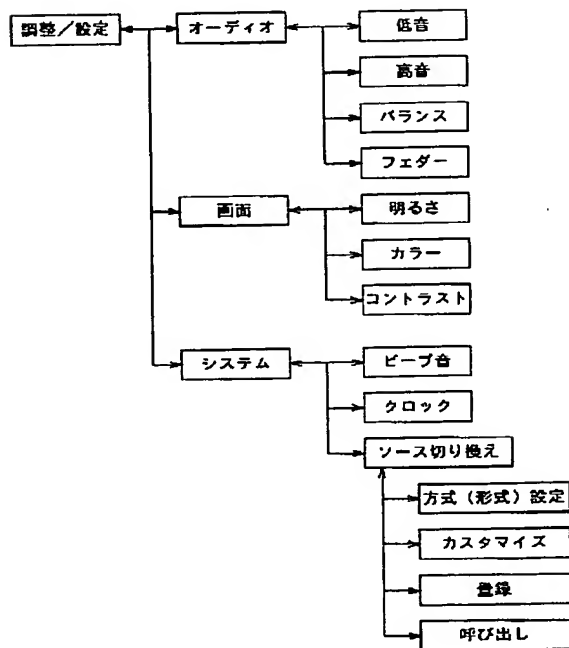 調整/設定
オーディオ
低音
高音
バランス
フェダー
画面
明るさ
カラー
コントラスト
システム
ビープ音
クロック
ソース切り換え
方式(形式)設定
カスタマイズ
登録
呼び出し